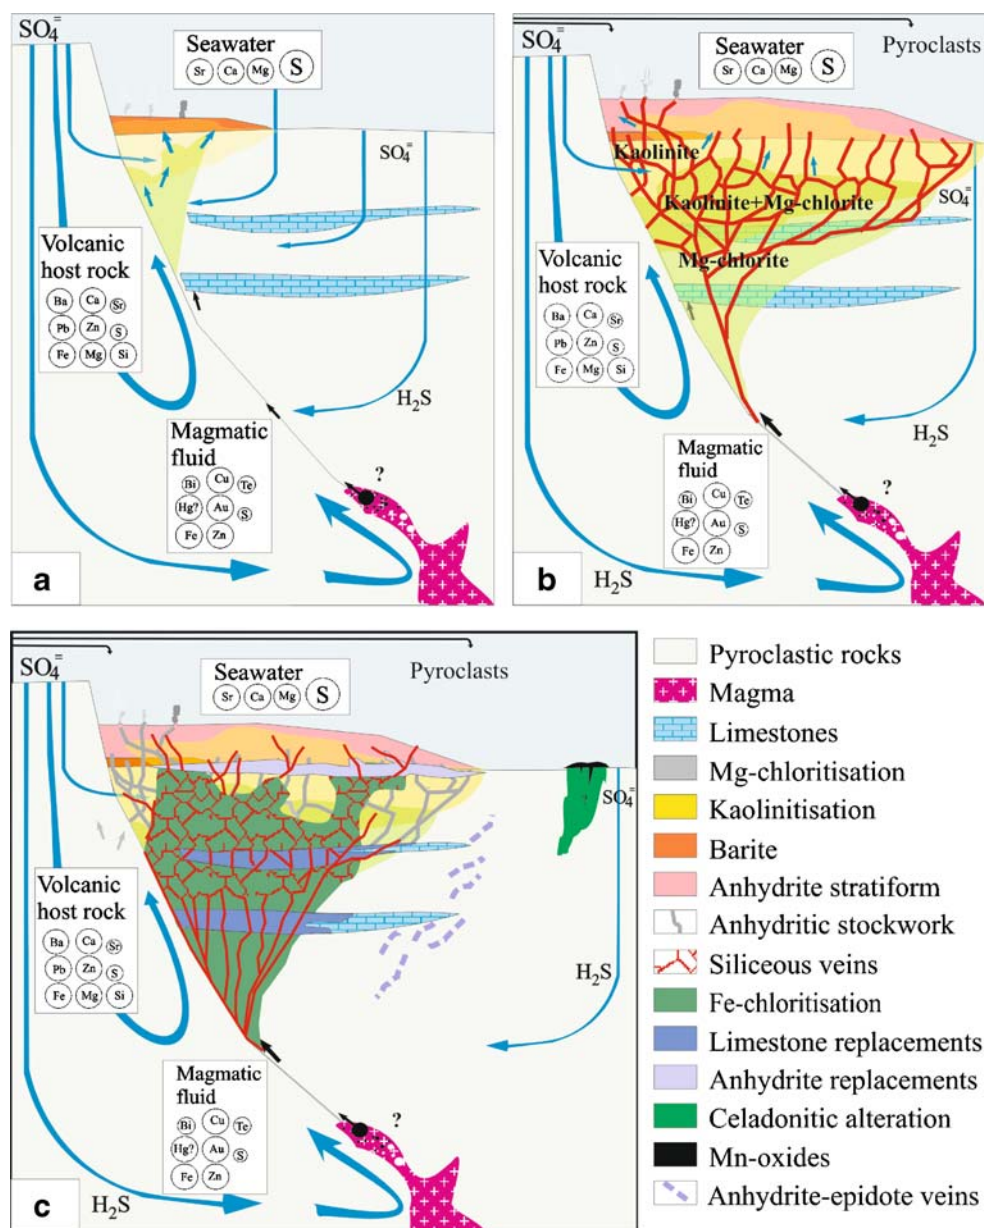 SO4=
Seawater
Sr Ca Mg S
SO4=
Volcanic
host rock
Ba Ca Sr
Pb Zn S
Fe Mg Si
H2S
Magmatic
fluid
Bi Cu Te
Hg? Au S
Fe Zn
?
a
SO4=
Seawater
Sr Ca Mg S
Pyroclasts
Kaolinite
Kaolinite+Mg-chlorite
SO4=
Mg-chlorite
Volcanic
host rock
Ba Ca Sr
Pb Zn S
Fe Mg Si
H2S
Magmatic
fluid
Bi Cu Te
Hg? Au S
Fe Zn
?
H2S
b
SO4=
Seawater
Sr Ca Mg S
Pyroclasts
SO4=
Volcanic
host rock
Ba Ca Sr
Pb Zn S
Fe Mg Si
H2S
Magmatic
fluid
Bi Cu Te
Hg? Au S
Fe Zn
?
H2S
c
Pyroclastic rocks
Magma
Limestones
Mg-chloritisation
Kaolinitisation
Barite
Anhydrite stratiform
Anhydritic stockwork
Siliceous veins
Fe-chloritisation
Limestone replacements
Anhydrite replacements
Celadonitic alteration
Mn-oxides
Anhydrite-epidote veins